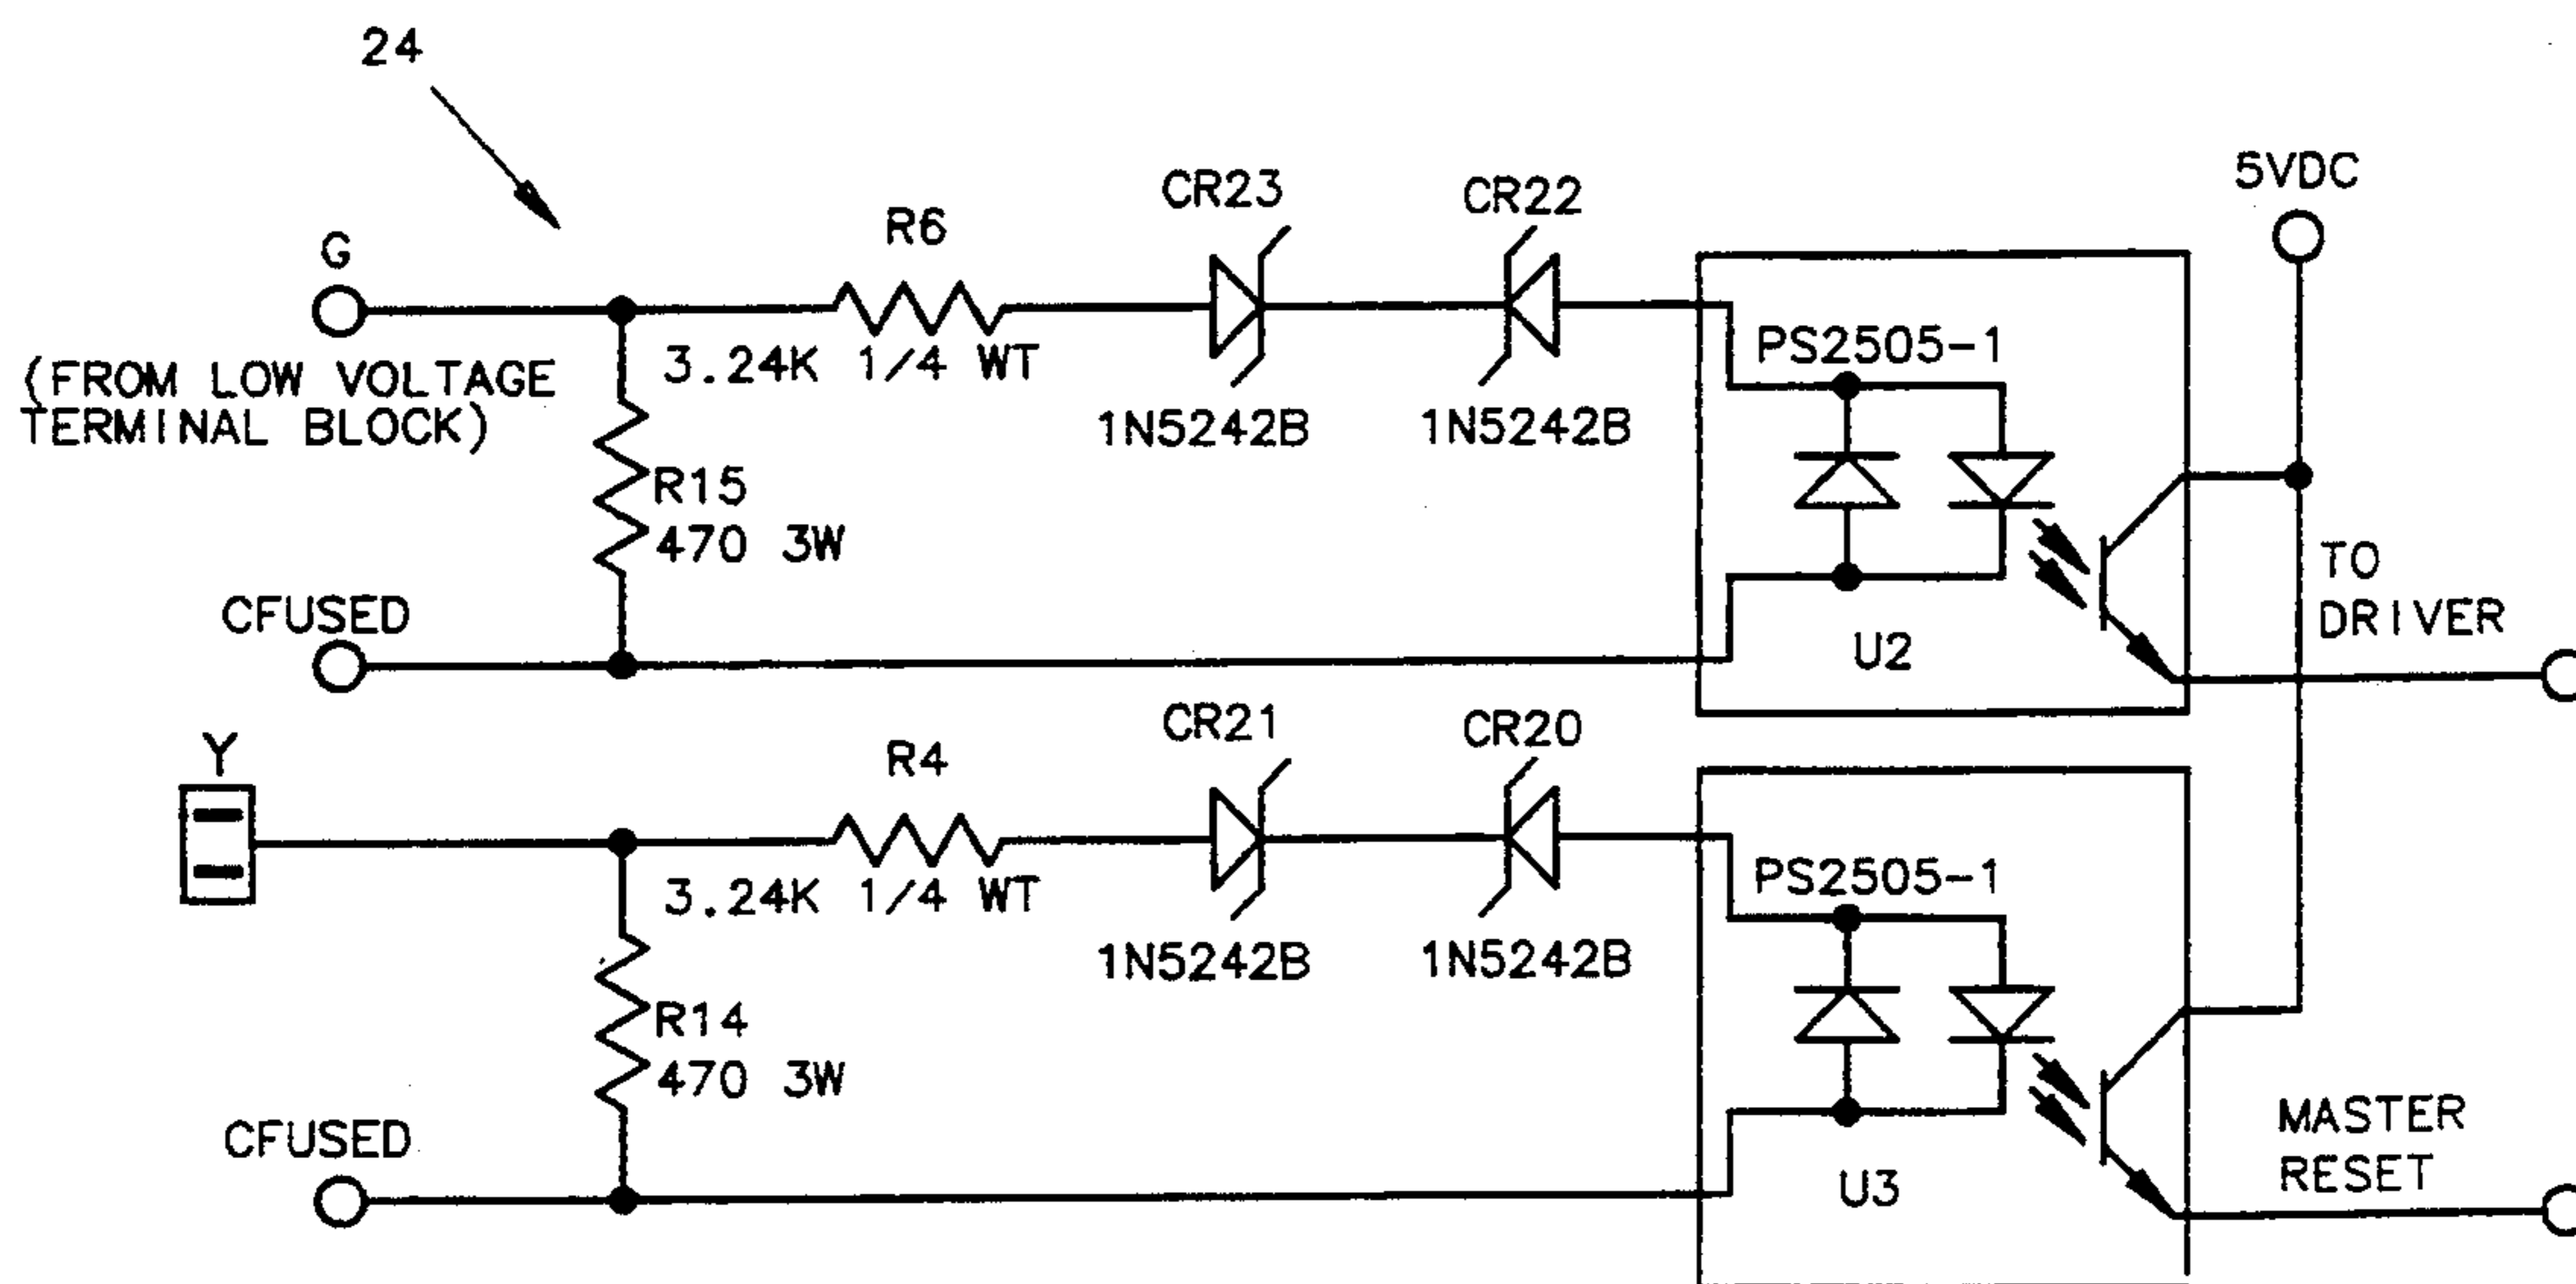 24
G
(FROM LOW VOLTAGE
TERMINAL BLOCK)
R6
3.24K 1/4 WT
CR23
1N5242B
CR22
1N5242B
5VDC
PS2505-1
R15
470 3W
CFUSED
U2
TO
DRIVER
Y
R4
3.24K 1/4 WT
CR21
1N5242B
CR20
1N5242B
PS2505-1
R14
470 3W
CFUSED
U3
MASTER
RESET